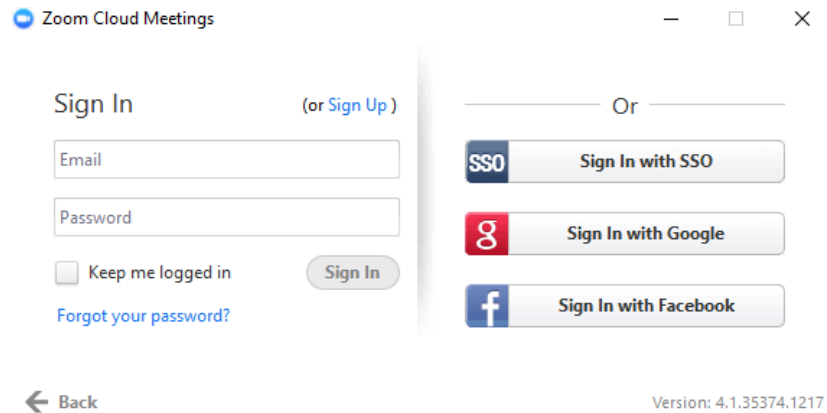 Zoom Cloud Meetings
Sign In (or Sign Up )
Email
Password
Keep me logged in Sign In
Forgot your password?
Or
SSO Sign In with SSO
g Sign In with Google
f Sign In with Facebook
Back
Version: 4.1.35374.1217